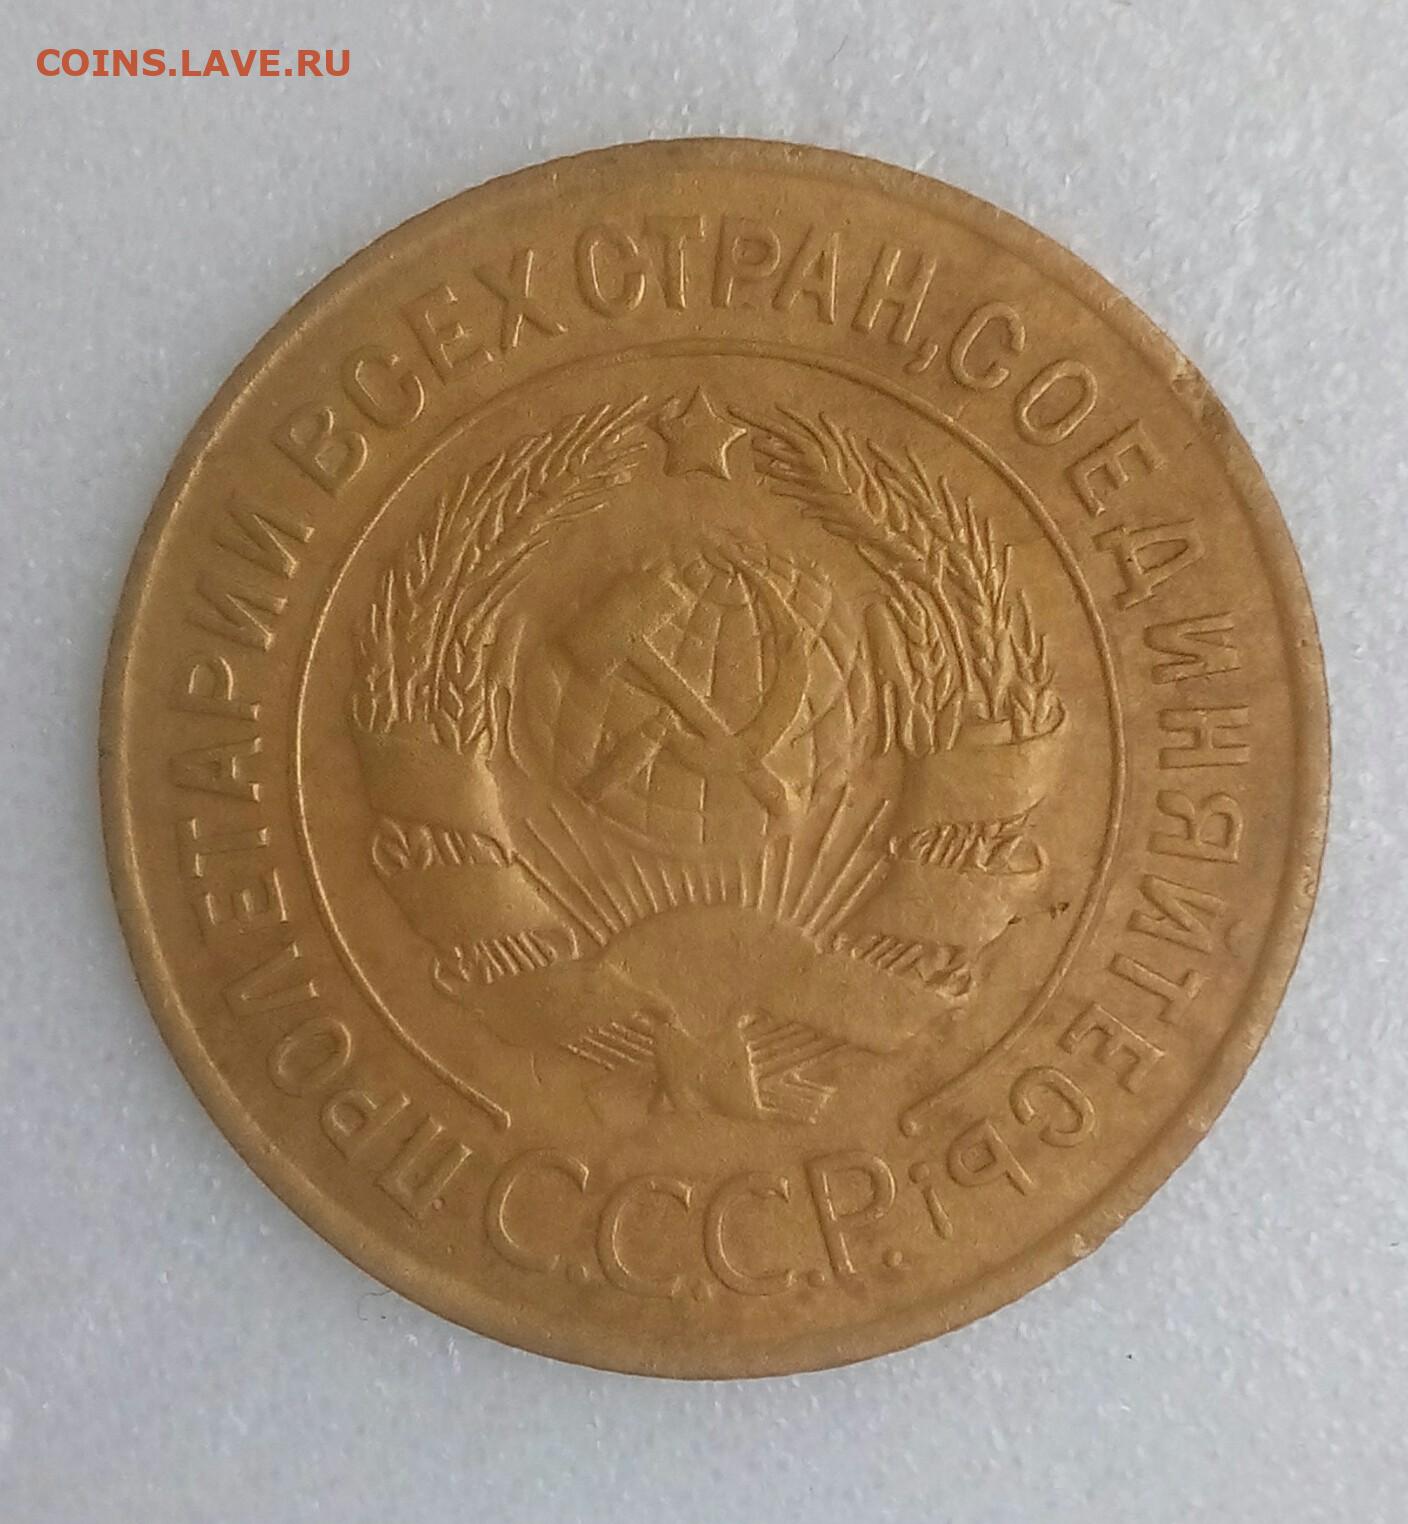 COINS.LAVE.RU
ПРОЛЕТАРИИ ВСЕХ СТРАН, СОЕДИНЯЙТЕСЬ!
С.С.С.Р.